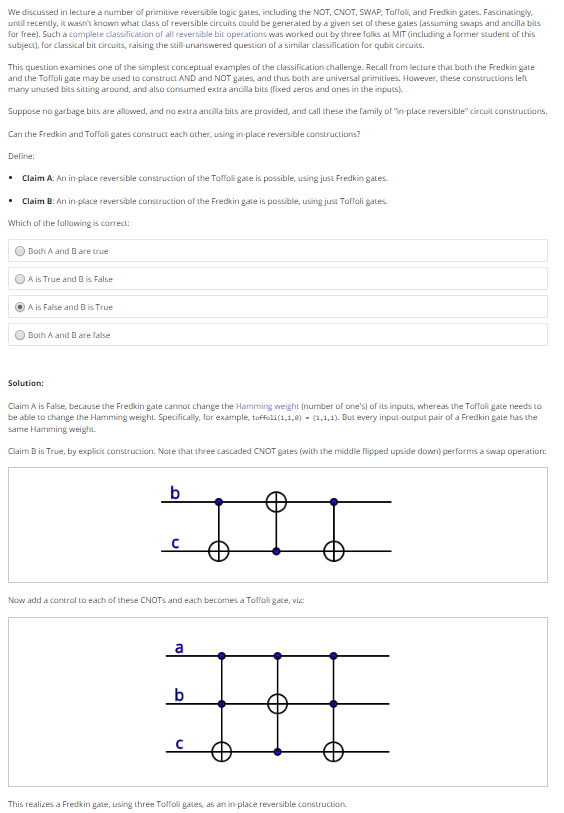 We discussed in lecture a number of primitive reversible logic gates, including the NOT, CNOT, SWAP, Toffoli, and Fredkin gates. Fascinatingly,
until recently, it wasn't known what class of reversible circuits could be generated by a given set of these gates (assuming swaps and ancilla bits
for free). Such a complete classification of all reversible bit operations was worked out by three folks at MIT (including a former student of this
subject), for classical bit circuits, raising the still-unanswered question of a similar classification for qubit circuits.
This question examines one of the simplest conceptual examples of the classification challenge. Recall from lecture that both the Fredkin gate
and the Toffoli gate may be used to construct AND and NOT gates, and thus both are universal primitives. However, these constructions left
many unused bits sitting around, and also consumed extra ancilla bits (fixed zeros and ones in the inputs).
Suppose no garbage bits are allowed, and no extra ancilla bits are provided, and call these the family of "in-place reversible" circuit constructions.
Can the Fredkin and Toffoli gates construct each other, using in-place reversible constructions?
Define:
• Claim A: An in-place reversible construction of the Toffoli gate is possible, using just Fredkin gates.
• Claim B: An in-place reversible construction of the Fredkin gate is possible, using just Toffoli gates.
Which of the following is correct:
Both A and B are true
A is True and B is False
A is False and B is True
Both A and B are false
Solution:
Claim A is False, because the Fredkin gate cannot change the Hamming weight (number of one's) of its inputs, whereas the Toffoli gate needs to
be able to change the Hamming weight. Specifically, for example, toffoli(1,1,0) = (1,1,1). But every input-output pair of a Fredkin gate has the
same Hamming weight.
Claim B is True, by explicit construction. Note that three cascaded CNOT gates (with the middle flipped upside down) performs a swap operation:
b
c
Now add a control to each of these CNOTs and each becomes a Toffoli gate, viz:
a
b
c
This realizes a Fredkin gate, using three Toffoli gates, as an in-place reversible construction.